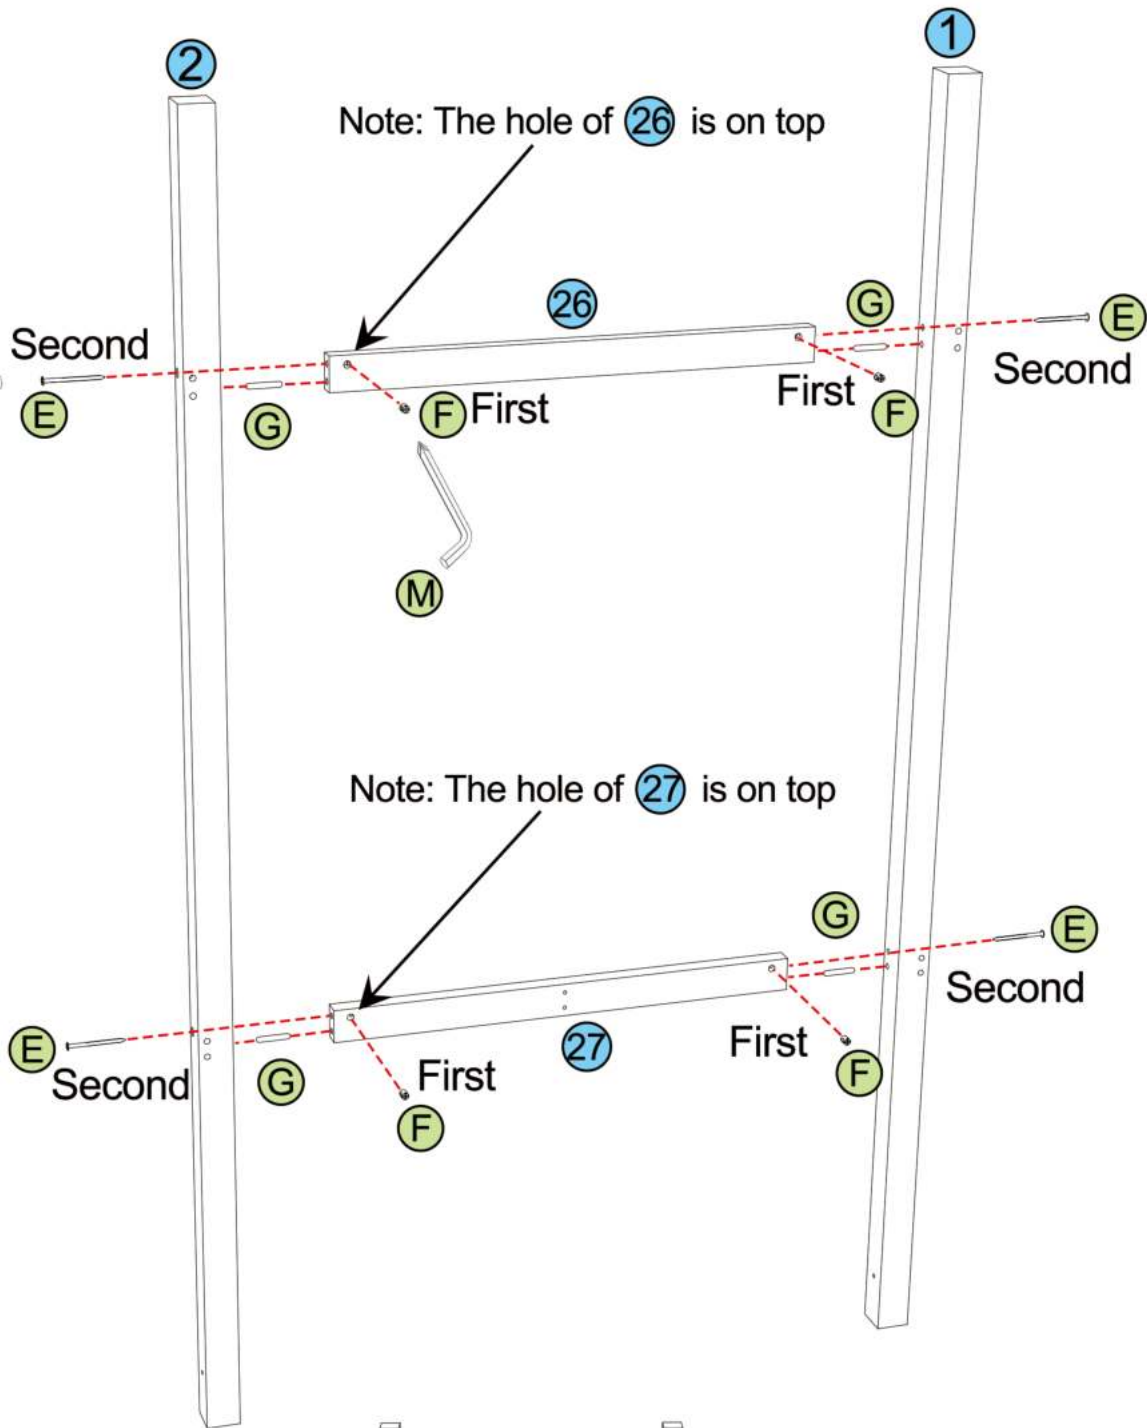 1
2
Note: The hole of 26 is on top
26
G
E
Second
Second
E
G
F
First
First
F
M
Note: The hole of 27 is on top
G
E
Second
E
Second
G
First
F
27
First
F